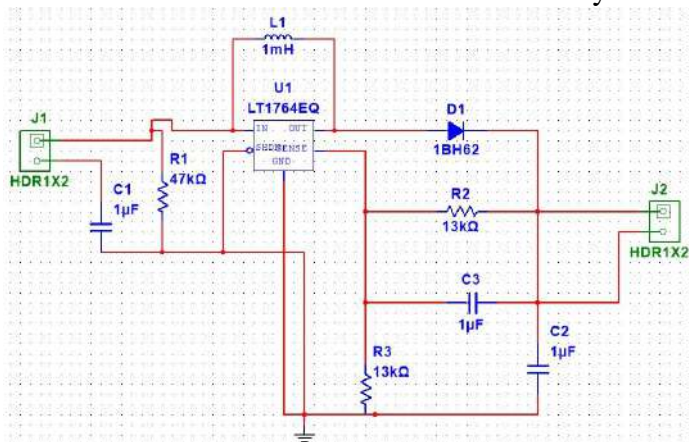 L1
1mH
U1
LT1764EQ
J1
HDR1X2
IN OUT
SHDN SENSE
GND
D1
1BH62
R1
47kΩ
C1
1μF
R2
13kΩ
J2
HDR1X2
C3
1μF
C2
1μF
R3
13kΩ